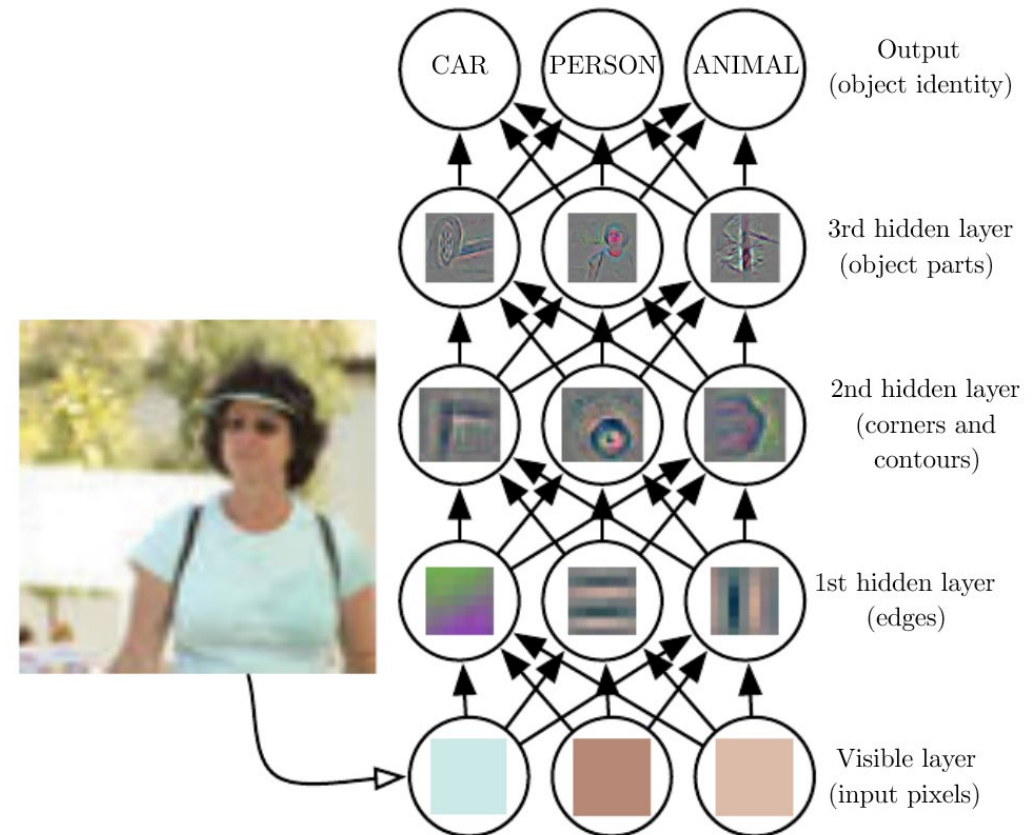 CAR PERSON ANIMAL
Output
(object identity)
3rd hidden layer
(object parts)
2nd hidden layer
(corners and
contours)
1st hidden layer
(edges)
Visible layer
(input pixels)